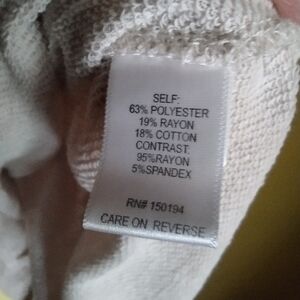 SELF:
63% POLYESTER
19% RAYON
18% COTTON
CONTRAST:
95%RAYON
5%SPANDEX
RN# 150194
CARE ON REVERSE